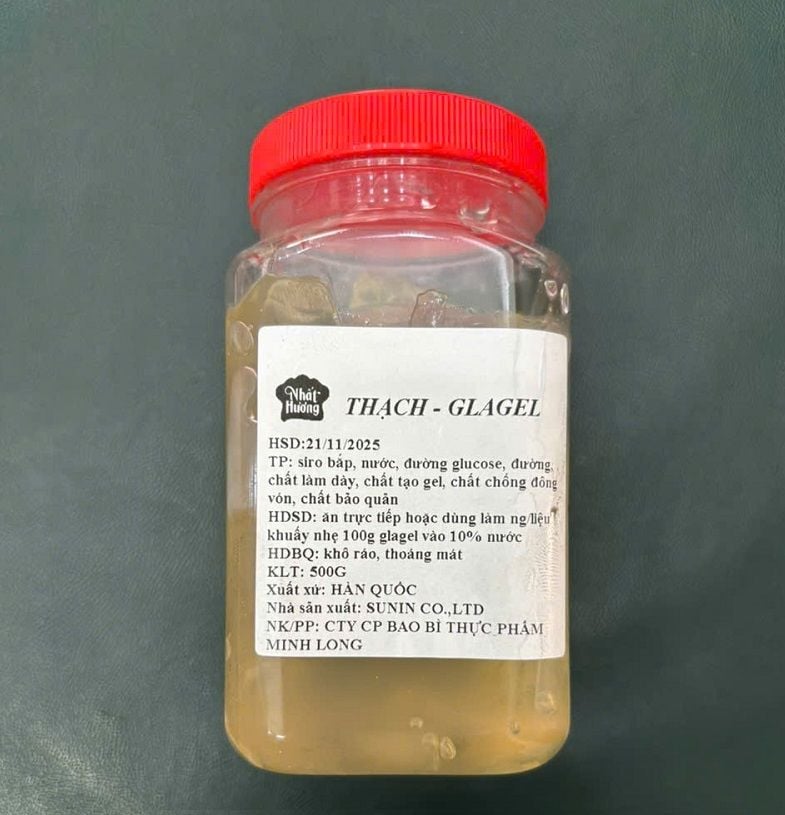 Nhất
Hương
THẠCH - GLAGEL
HSD:21/11/2025
TP: siro bắp, nước, đường glucose, đường,
chất làm dày, chất tạo gel, chất chống đông
vón, chất bảo quản
HDSD: ăn trực tiếp hoặc dùng làm ng/liệu
khuấy nhẹ 100g glagel vào 10% nước
HDBQ: khô ráo, thoáng mát
KLT: 500G
Xuất xứ: HÀN QUỐC
Nhà sản xuất: SUNIN CO.,LTD
NK/PP: CTY CP BAO BÌ THỰC PHẨM
MINH LONG